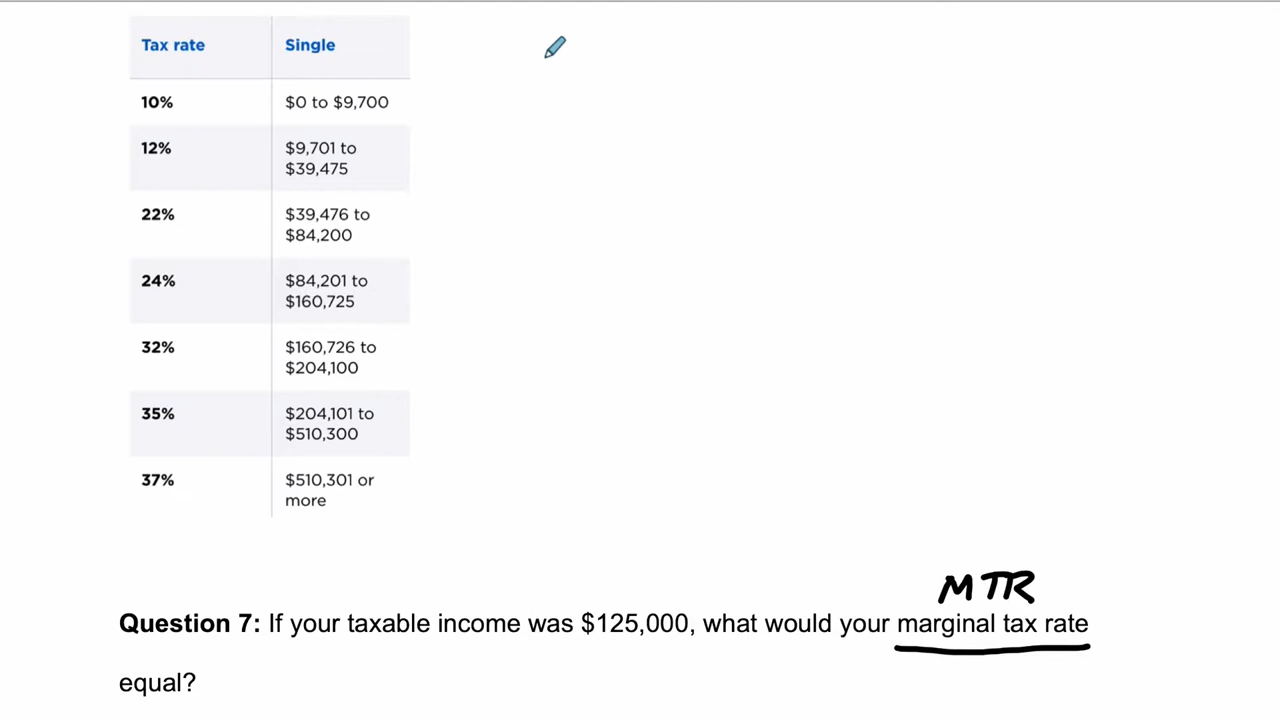 Tax rate Single
10% $0 to $9,700
12% $9,701 to
$39,475
22% $39,476 to
$84,200
24% $84,201 to
$160,725
32% $160,726 to
$204,100
35% $204,101 to
$510,300
37% $510,301 or
more
MTR
Question 7: If your taxable income was $125,000, what would your marginal tax rate
equal?